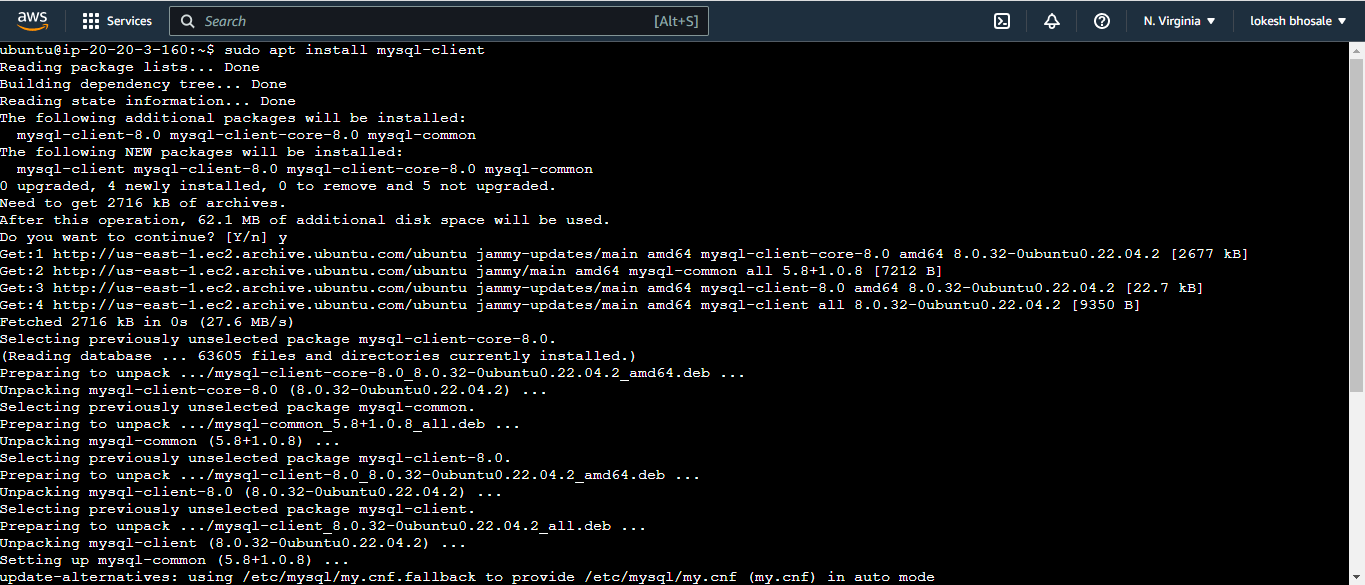 aws
Services
Search
[Alt+S]
N. Virginia
lokesh bhosale
ubuntu@ip-20-20-3-160:~$ sudo apt install mysql-client
Reading package lists... Done
Building dependency tree... Done
Reading state information... Done
The following additional packages will be installed:
  mysql-client-8.0 mysql-client-core-8.0 mysql-common
The following NEW packages will be installed:
  mysql-client mysql-client-8.0 mysql-client-core-8.0 mysql-common
0 upgraded, 4 newly installed, 0 to remove and 5 not upgraded.
Need to get 2716 kB of archives.
After this operation, 62.1 MB of additional disk space will be used.
Do you want to continue? [Y/n] y
Get:1 http://us-east-1.ec2.archive.ubuntu.com/ubuntu jammy-updates/main amd64 mysql-client-core-8.0 amd64 8.0.32-0ubuntu0.22.04.2 [2677 kB]
Get:2 http://us-east-1.ec2.archive.ubuntu.com/ubuntu jammy/main amd64 mysql-common all 5.8+1.0.8 [7212 B]
Get:3 http://us-east-1.ec2.archive.ubuntu.com/ubuntu jammy-updates/main amd64 mysql-client-8.0 amd64 8.0.32-0ubuntu0.22.04.2 [22.7 kB]
Get:4 http://us-east-1.ec2.archive.ubuntu.com/ubuntu jammy-updates/main amd64 mysql-client all 8.0.32-0ubuntu0.22.04.2 [9350 B]
Fetched 2716 kB in 0s (27.6 MB/s)
Selecting previously unselected package mysql-client-core-8.0.
(Reading database ... 63605 files and directories currently installed.)
Preparing to unpack .../mysql-client-core-8.0_8.0.32-0ubuntu0.22.04.2_amd64.deb ...
Unpacking mysql-client-core-8.0 (8.0.32-0ubuntu0.22.04.2) ...
Selecting previously unselected package mysql-common.
Preparing to unpack .../mysql-common_5.8+1.0.8_all.deb ...
Unpacking mysql-common (5.8+1.0.8) ...
Selecting previously unselected package mysql-client-8.0.
Preparing to unpack .../mysql-client-8.0_8.0.32-0ubuntu0.22.04.2_amd64.deb ...
Unpacking mysql-client-8.0 (8.0.32-0ubuntu0.22.04.2) ...
Selecting previously unselected package mysql-client.
Preparing to unpack .../mysql-client_8.0.32-0ubuntu0.22.04.2_all.deb ...
Unpacking mysql-client (8.0.32-0ubuntu0.22.04.2) ...
Setting up mysql-common (5.8+1.0.8) ...
update-alternatives: using /etc/mysql/my.cnf.fallback to provide /etc/mysql/my.cnf (my.cnf) in auto mode